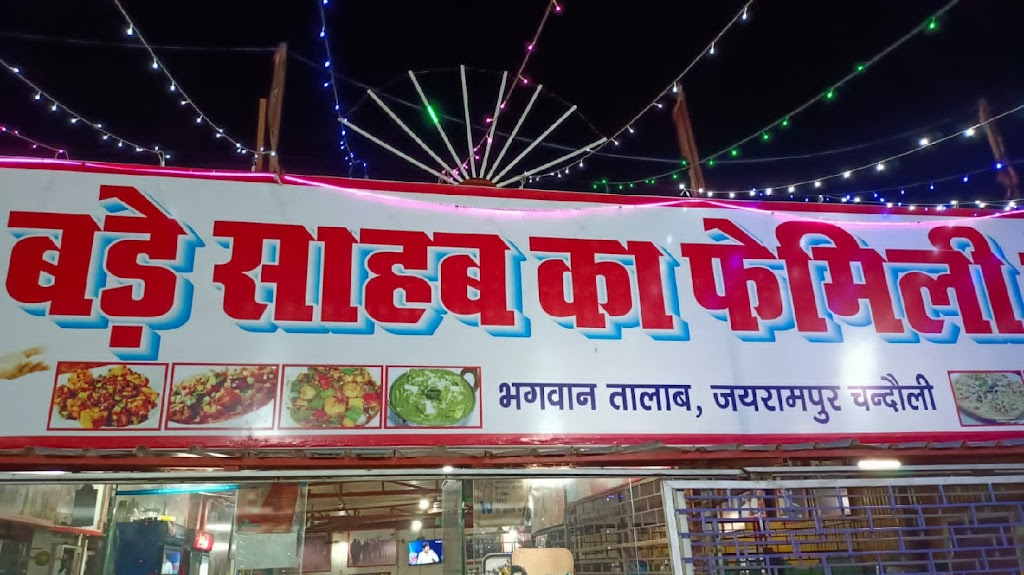 बड़े साहब का फेमिली
भगवान तालाब, जयरामपुर चन्दौली